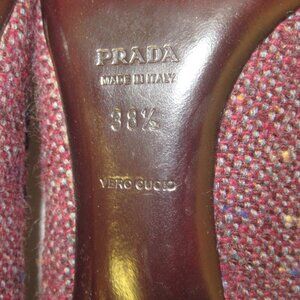 PRADA
MADE IN ITALY
38½
VERO CUOIO